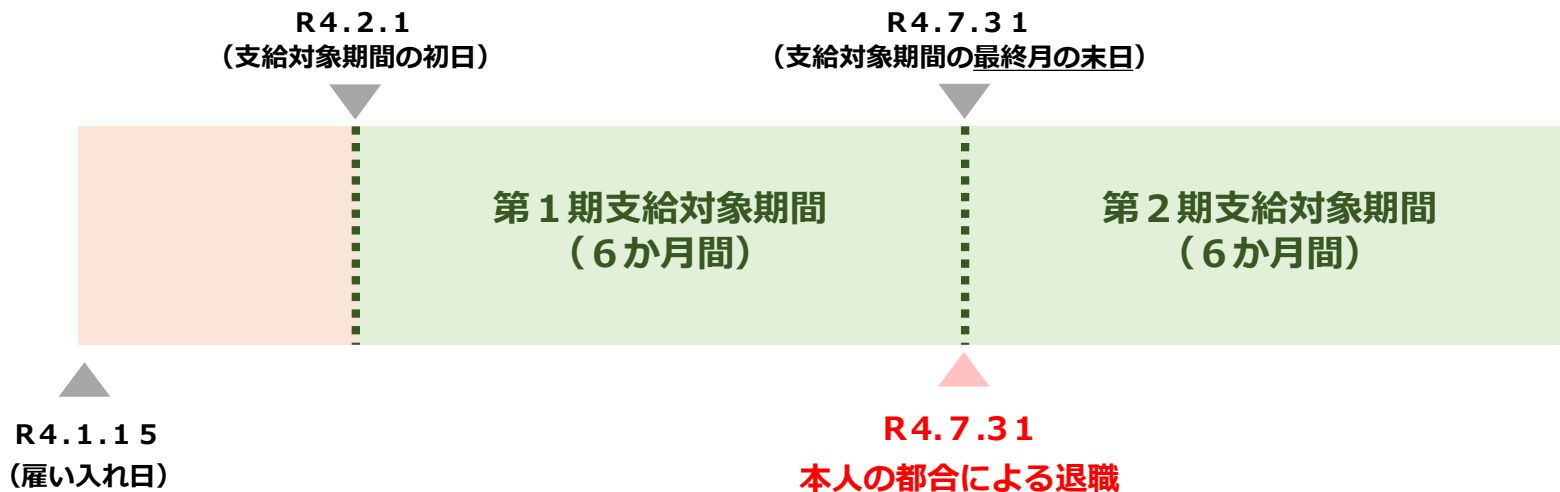 R4.2.1
（支給対象期間の初日）
R4.7.31
（支給対象期間の最終月の末日）
第１期支給対象期間
（６か月間）
第２期支給対象期間
（６か月間）
R4.1.15
（雇い入れ日）
R4.7.31
本人の都合による退職